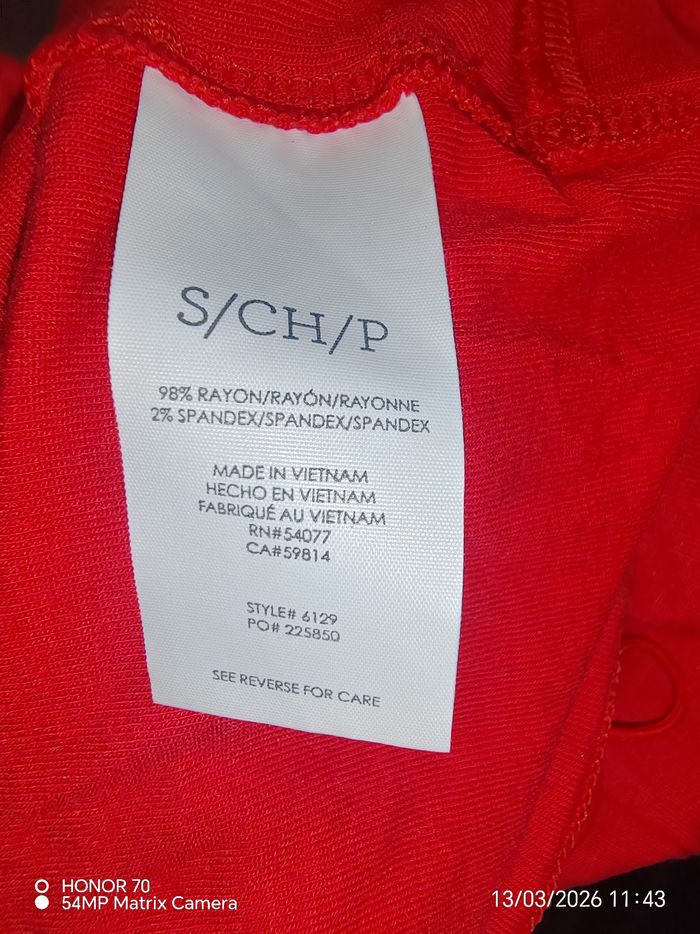 S/CH/P
98% RAYON/RAYÓN/RAYONNE
2% SPANDEX/SPANDEX/SPANDEX
MADE IN VIETNAM
HECHO EN VIETNAM
FABRIQUÉ AU VIETNAM
RN#54077
CA#59814
STYLE# 6129
PO# 225850
SEE REVERSE FOR CARE
HONOR 70
54MP Matrix Camera
13/03/2026 11:43